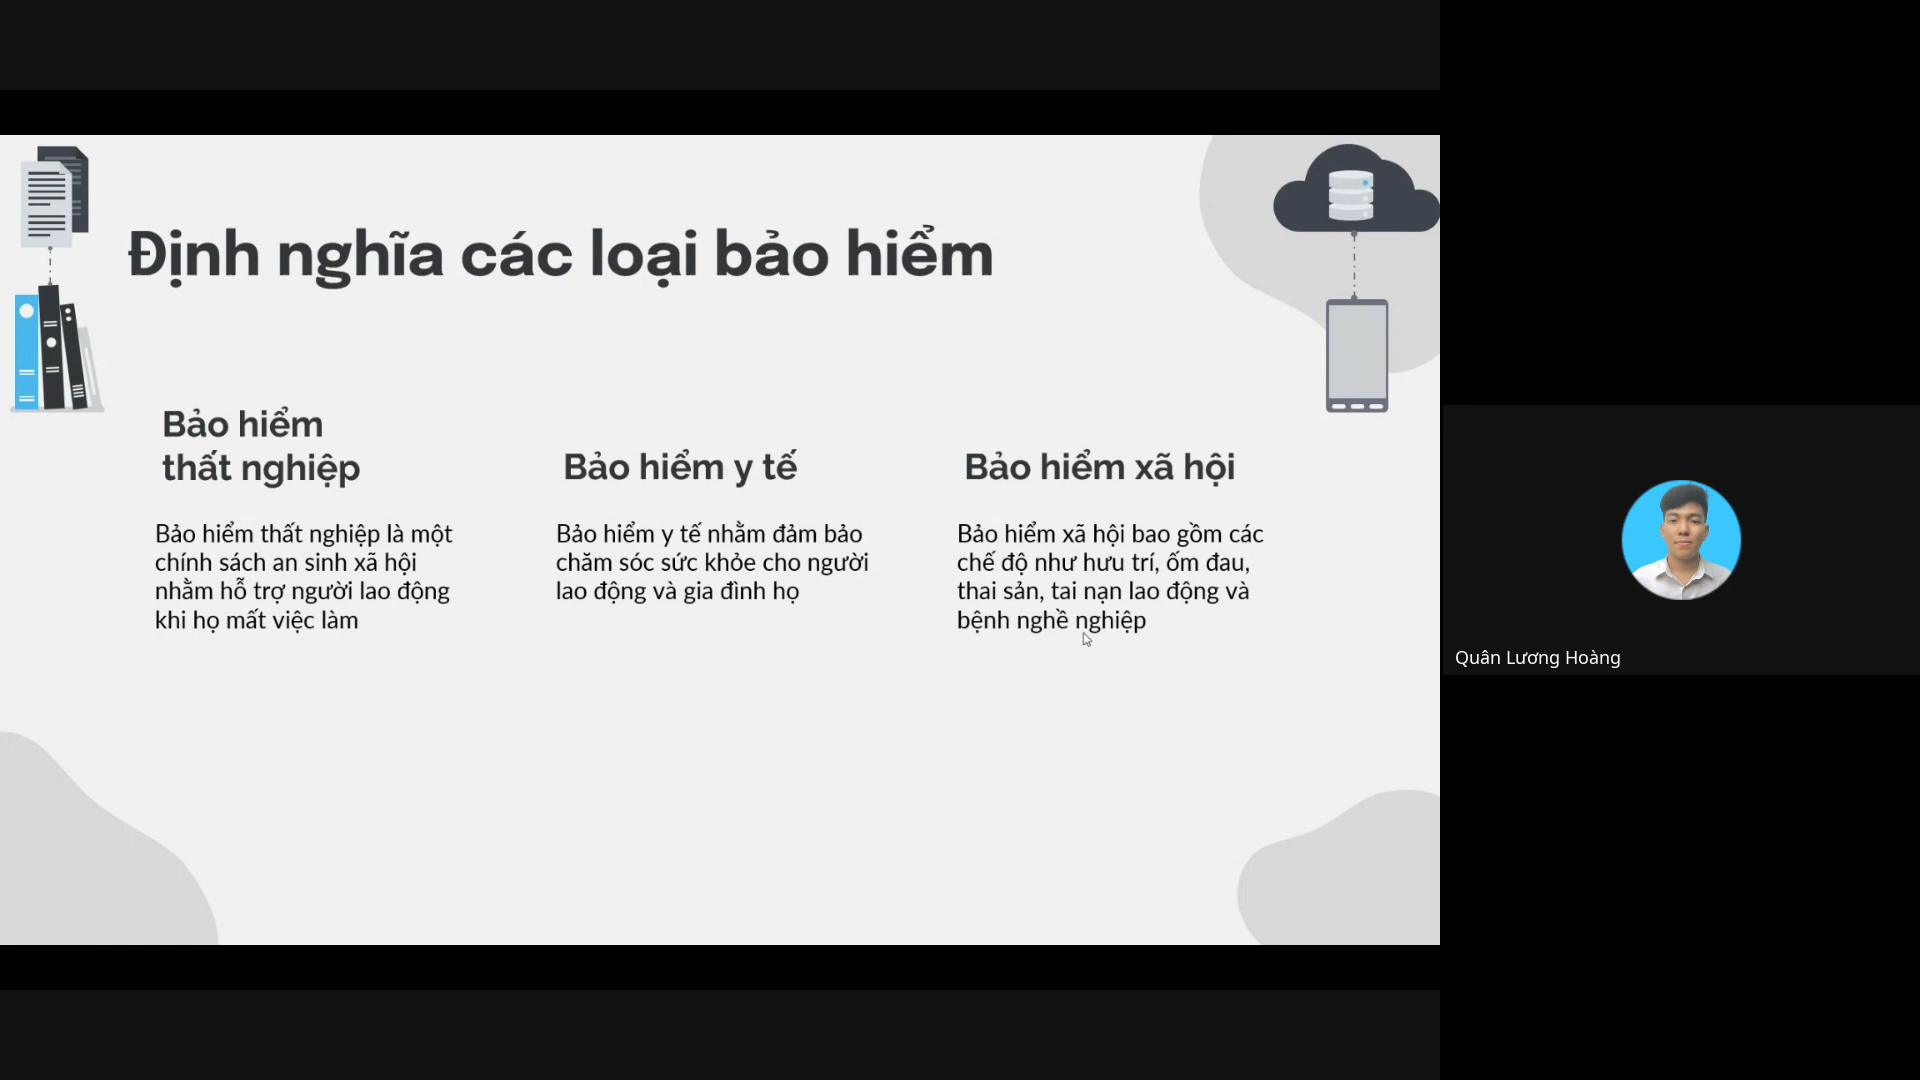 Định nghĩa các loại bảo hiểm
Bảo hiểm
thất nghiệp
Bảo hiểm thất nghiệp là một
chính sách an sinh xã hội
nhằm hỗ trợ người lao động
khi họ mất việc làm
Bảo hiểm y tế
Bảo hiểm y tế nhằm đảm bảo
chăm sóc sức khỏe cho người
lao động và gia đình họ
Bảo hiểm xã hội
Bảo hiểm xã hội bao gồm các
chế độ như hưu trí, ốm đau,
thai sản, tai nạn lao động và
bệnh nghề nghiệp
Quân Lương Hoàng